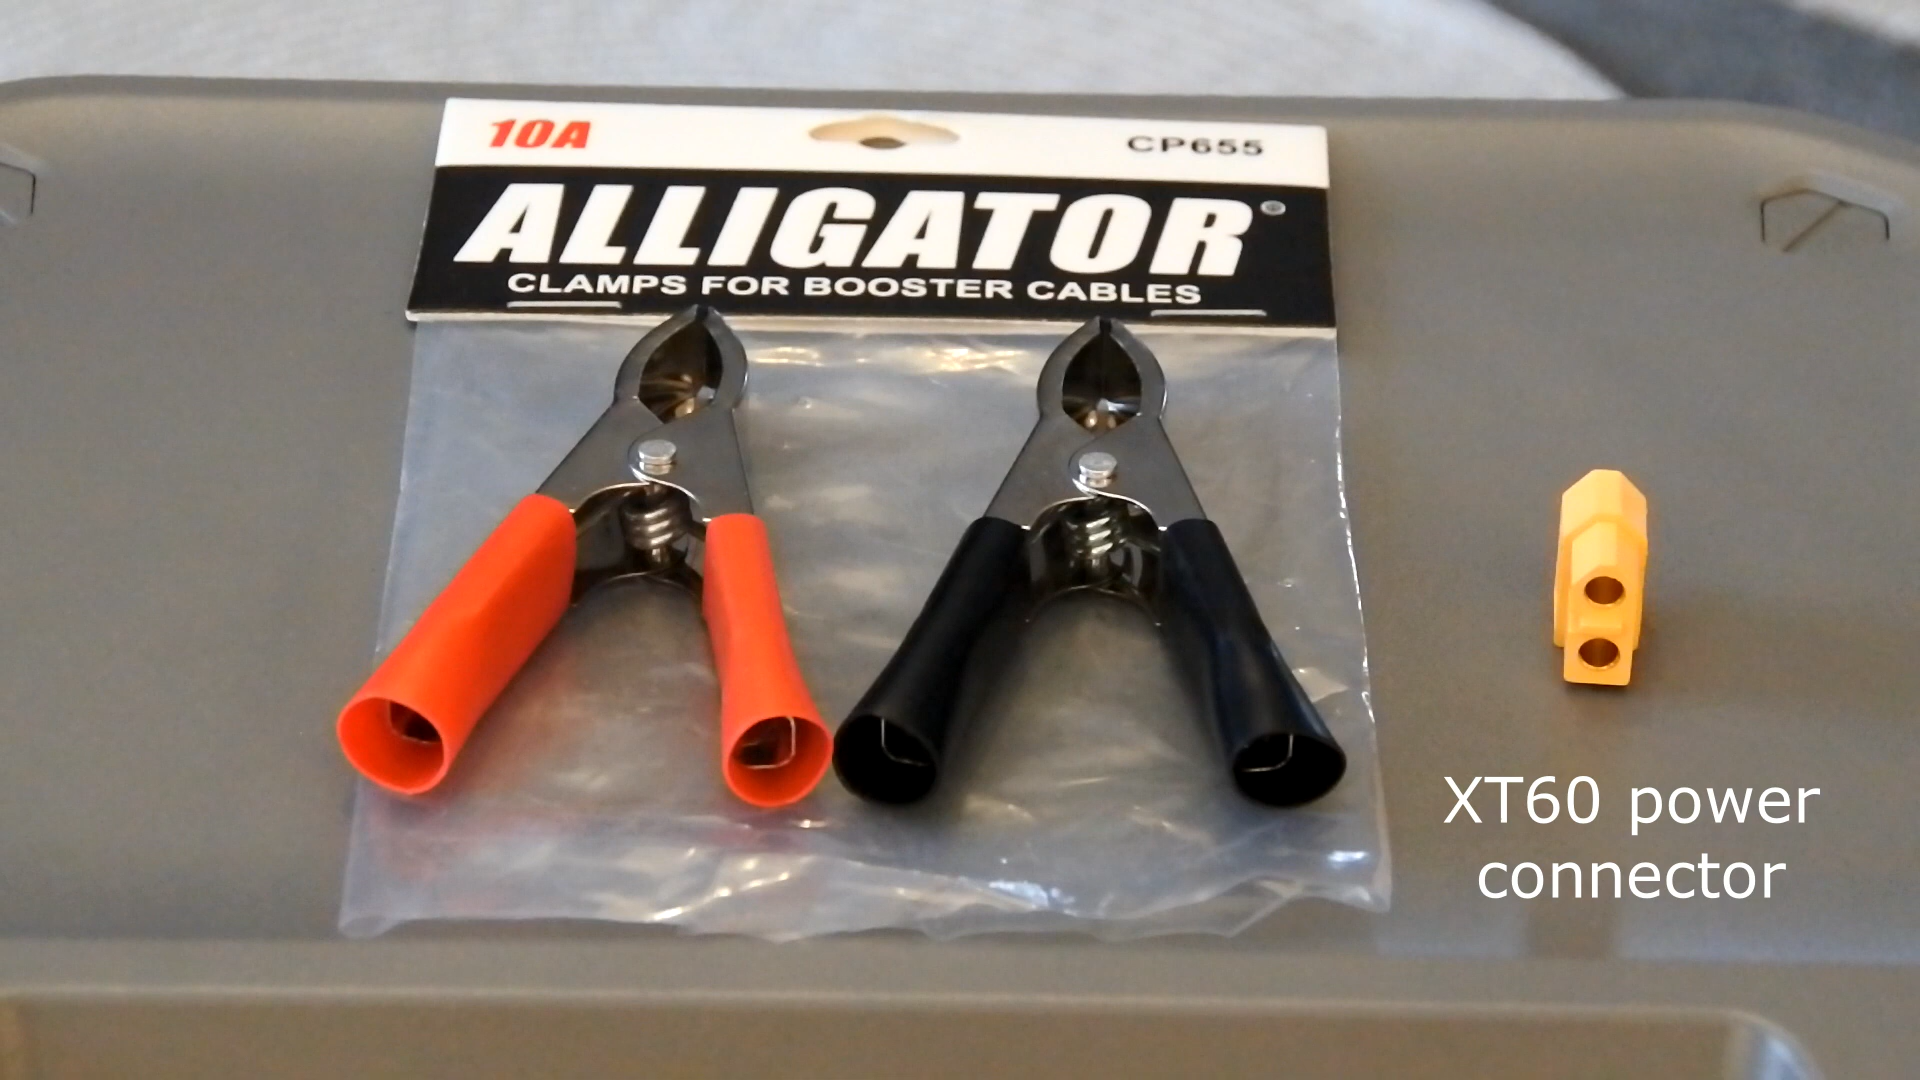 10A
CP655
ALLIGATOR®
CLAMPS FOR BOOSTER CABLES
XT60 power
connector